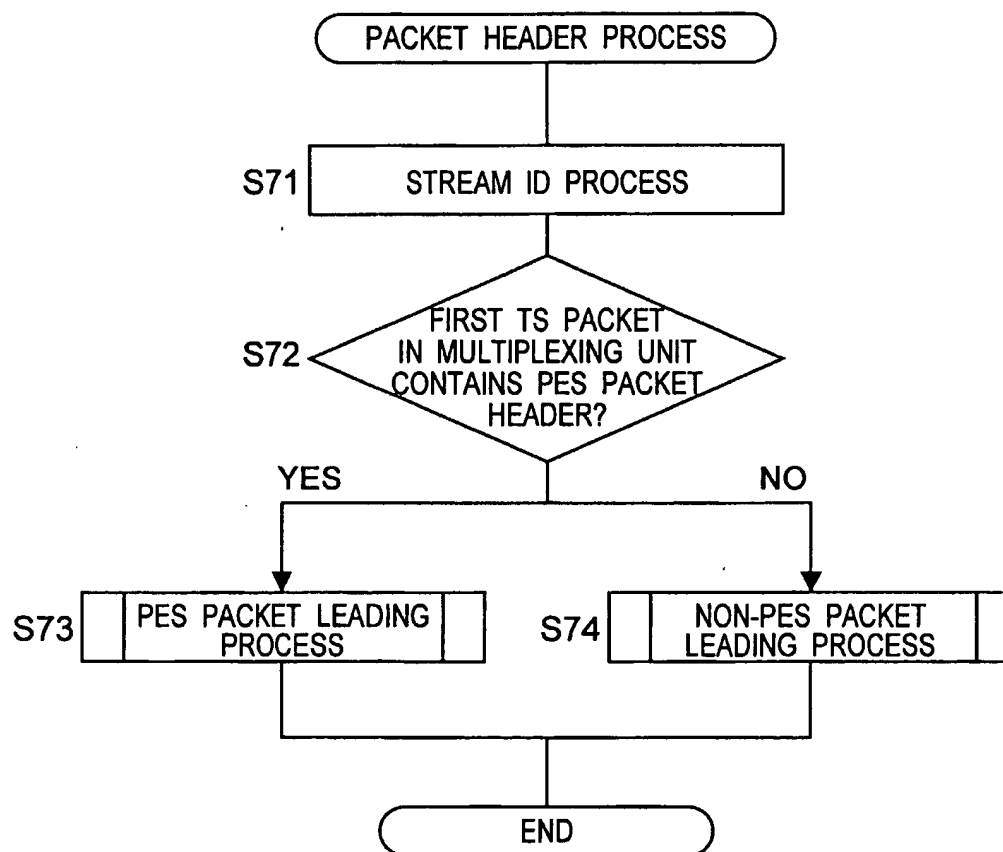 PACKET HEADER PROCESS
S71
STREAM ID PROCESS
S72
FIRST TS PACKET
IN MULTIPLEXING UNIT
CONTAINS PES PACKET
HEADER?
YES
NO
S73
PES PACKET LEADING
PROCESS
S74
NON-PES PACKET
LEADING PROCESS
END